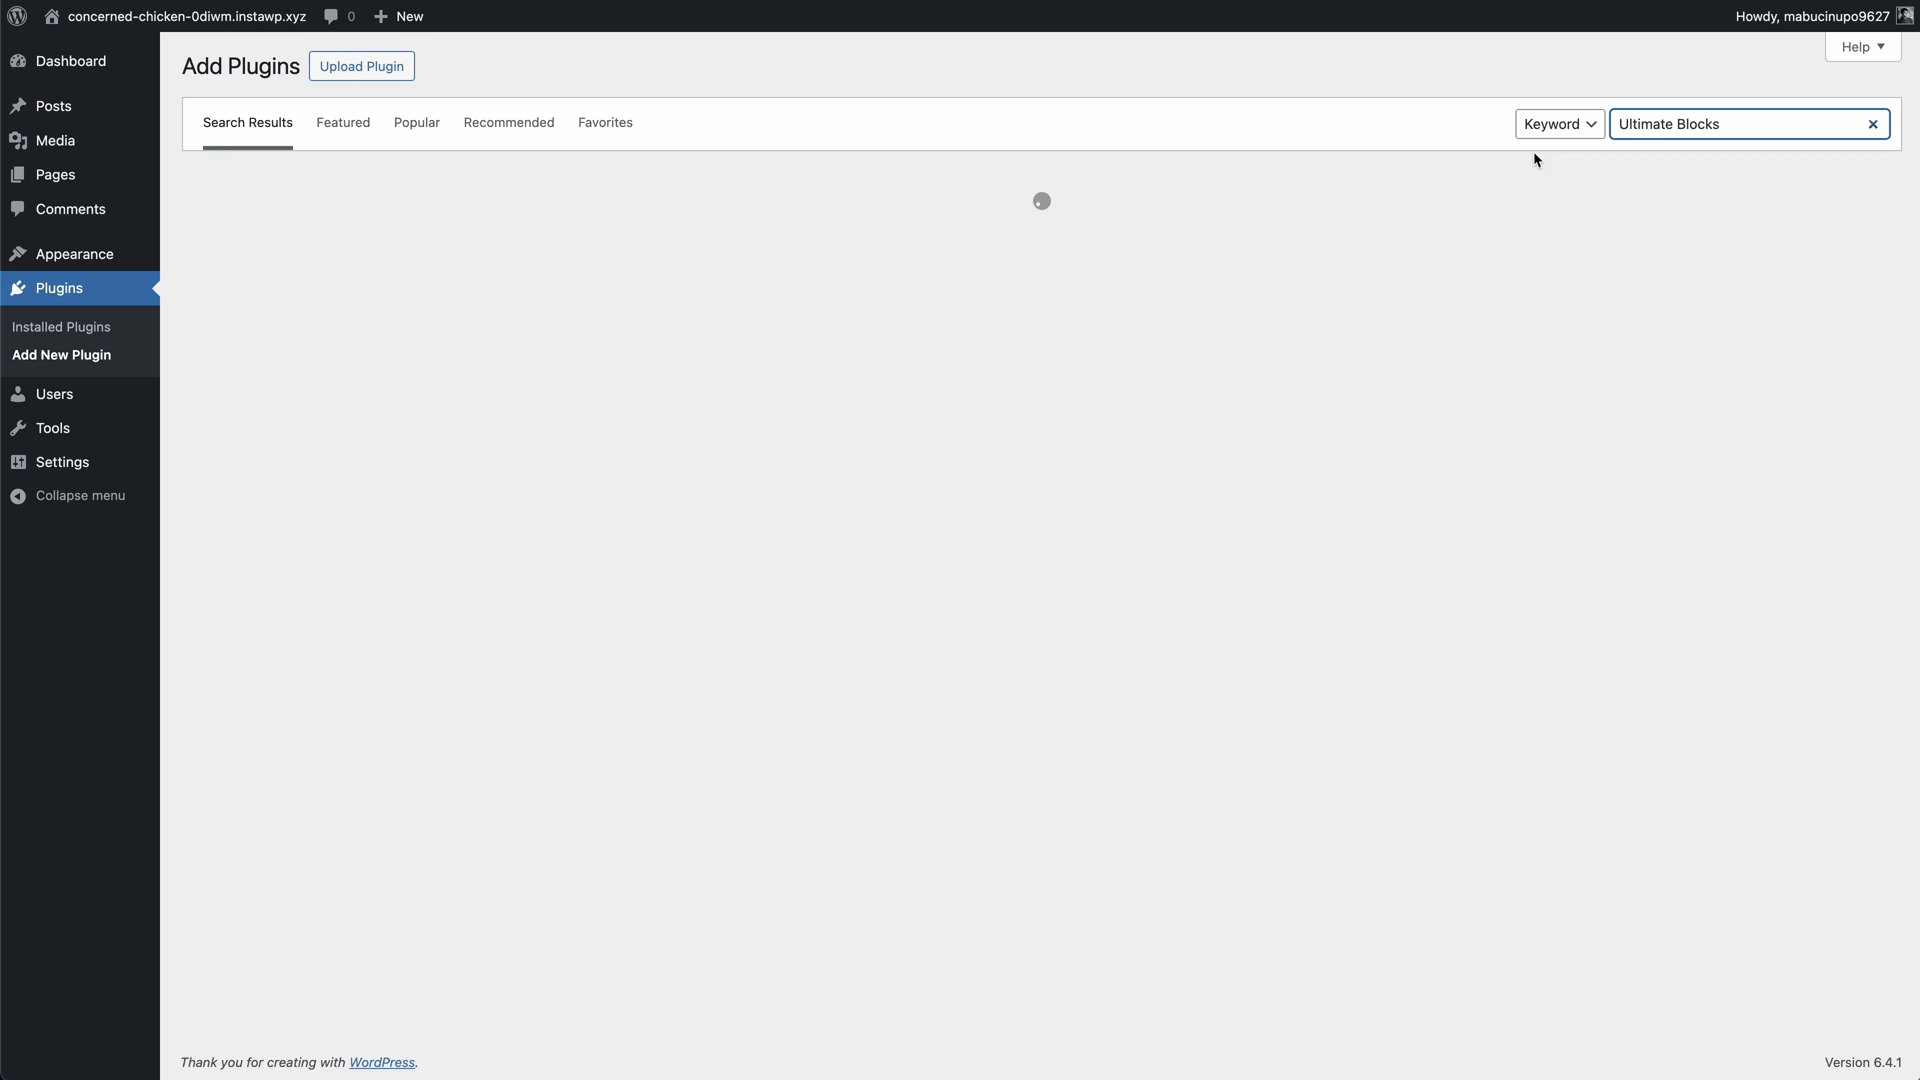 concerned-chicken-0diwm.instawp.xyz 0 New Howdy, mabucinupo9627
Help
Dashboard
Posts
Media
Pages
Comments
Appearance
Plugins
Installed Plugins
Add New Plugin
Users
Tools
Settings
Collapse menu
Add Plugins Upload Plugin
Search Results Featured Popular Recommended Favorites Keyword Ultimate Blocks
Thank you for creating with WordPress. Version 6.4.1